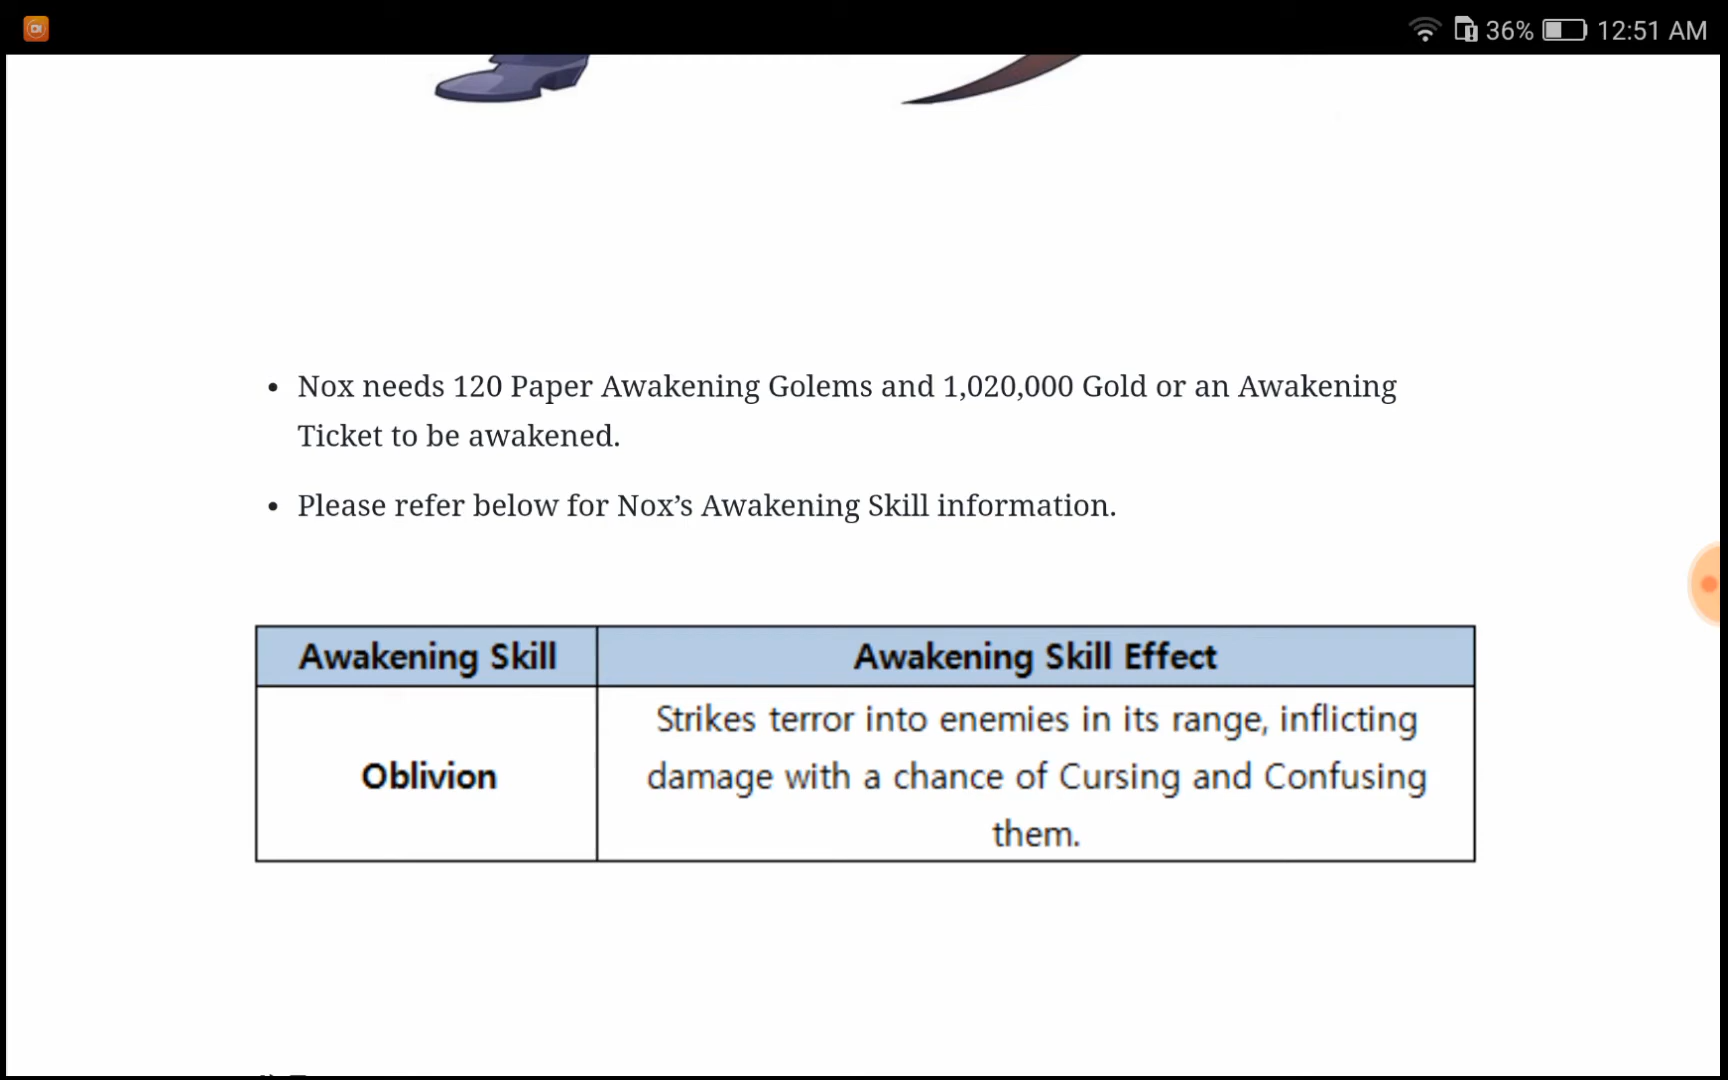 36% 12:51 AM
Nox needs 120 Paper Awakening Golems and 1,020,000 Gold or an Awakening
Ticket to be awakened.
Please refer below for Nox’s Awakening Skill information.
Awakening Skill
Awakening Skill Effect
Oblivion
Strikes terror into enemies in its range, inflicting
damage with a chance of Cursing and Confusing
them.